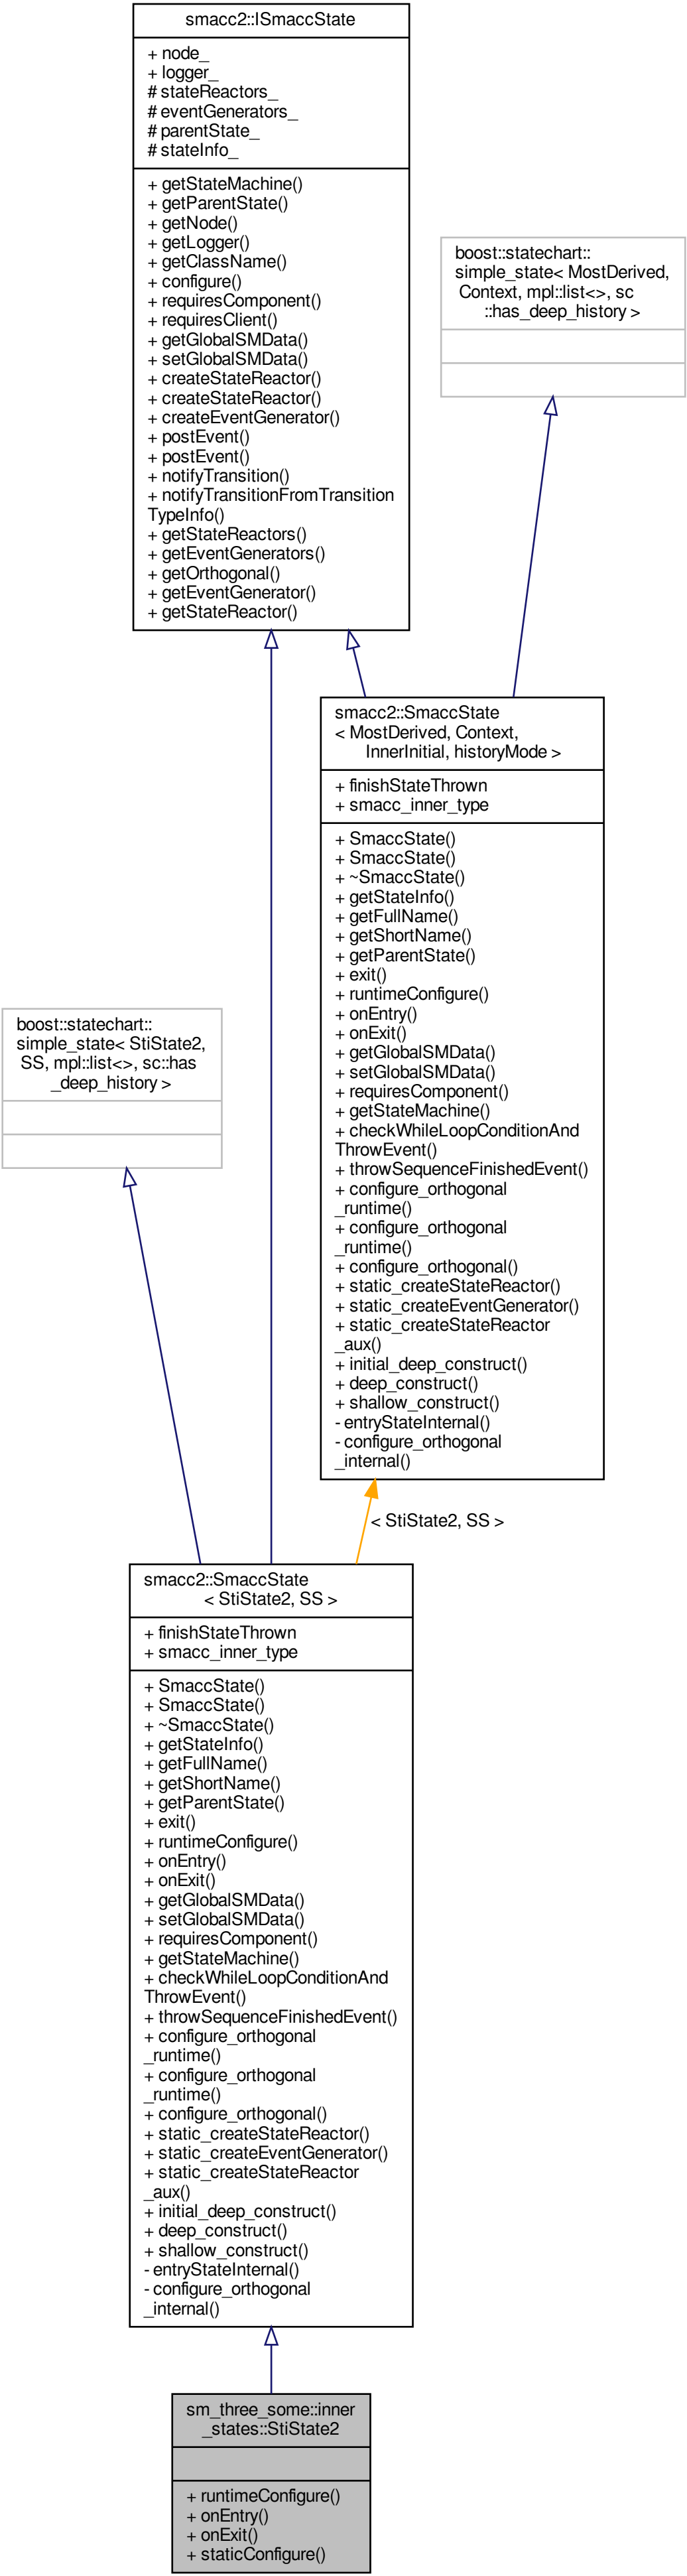 smacc2::ISmaccState
+ node_
+ logger_
# stateReactors_
# eventGenerators_
# parentState_
# stateInfo_
+ getStateMachine()
+ getParentState()
+ getNode()
+ getLogger()
+ getClassName()
+ configure()
+ requiresComponent()
+ requiresClient()
+ getGlobalSMData()
+ setGlobalSMData()
+ createStateReactor()
+ createStateReactor()
+ createEventGenerator()
+ postEvent()
+ postEvent()
+ notifyTransition()
+ notifyTransitionFromTransition
TypeInfo()
+ getStateReactors()
+ getEventGenerators()
+ getOrthogonal()
+ getEventGenerator()
+ getStateReactor()
boost::statechart::
simple_state< MostDerived,
Context, mpl::list<>, sc
::has_deep_history >
smacc2::SmaccState
< MostDerived, Context,
InnerInitial, historyMode >
+ finishStateThrown
+ smacc_inner_type
+ SmaccState()
+ SmaccState()
+ ~SmaccState()
+ getStateInfo()
+ getFullName()
+ getShortName()
+ getParentState()
+ exit()
+ runtimeConfigure()
+ onEntry()
+ onExit()
+ getGlobalSMData()
+ setGlobalSMData()
+ requiresComponent()
+ getStateMachine()
+ checkWhileLoopConditionAnd
ThrowEvent()
+ throwSequenceFinishedEvent()
+ configure_orthogonal
_runtime()
+ configure_orthogonal
_runtime()
+ configure_orthogonal()
+ static_createStateReactor()
+ static_createEventGenerator()
+ static_createStateReactor
_aux()
+ initial_deep_construct()
+ deep_construct()
+ shallow_construct()
- entryStateInternal()
- configure_orthogonal
_internal()
boost::statechart::
simple_state< StiState2,
SS, mpl::list<>, sc::has
_deep_history >
< StiState2, SS >
smacc2::SmaccState
< StiState2, SS >
+ finishStateThrown
+ smacc_inner_type
+ SmaccState()
+ SmaccState()
+ ~SmaccState()
+ getStateInfo()
+ getFullName()
+ getShortName()
+ getParentState()
+ exit()
+ runtimeConfigure()
+ onEntry()
+ onExit()
+ getGlobalSMData()
+ setGlobalSMData()
+ requiresComponent()
+ getStateMachine()
+ checkWhileLoopConditionAnd
ThrowEvent()
+ throwSequenceFinishedEvent()
+ configure_orthogonal
_runtime()
+ configure_orthogonal
_runtime()
+ configure_orthogonal()
+ static_createStateReactor()
+ static_createEventGenerator()
+ static_createStateReactor
_aux()
+ initial_deep_construct()
+ deep_construct()
+ shallow_construct()
- entryStateInternal()
- configure_orthogonal
_internal()
sm_three_some::inner
_states::StiState2
+ runtimeConfigure()
+ onEntry()
+ onExit()
+ staticConfigure()